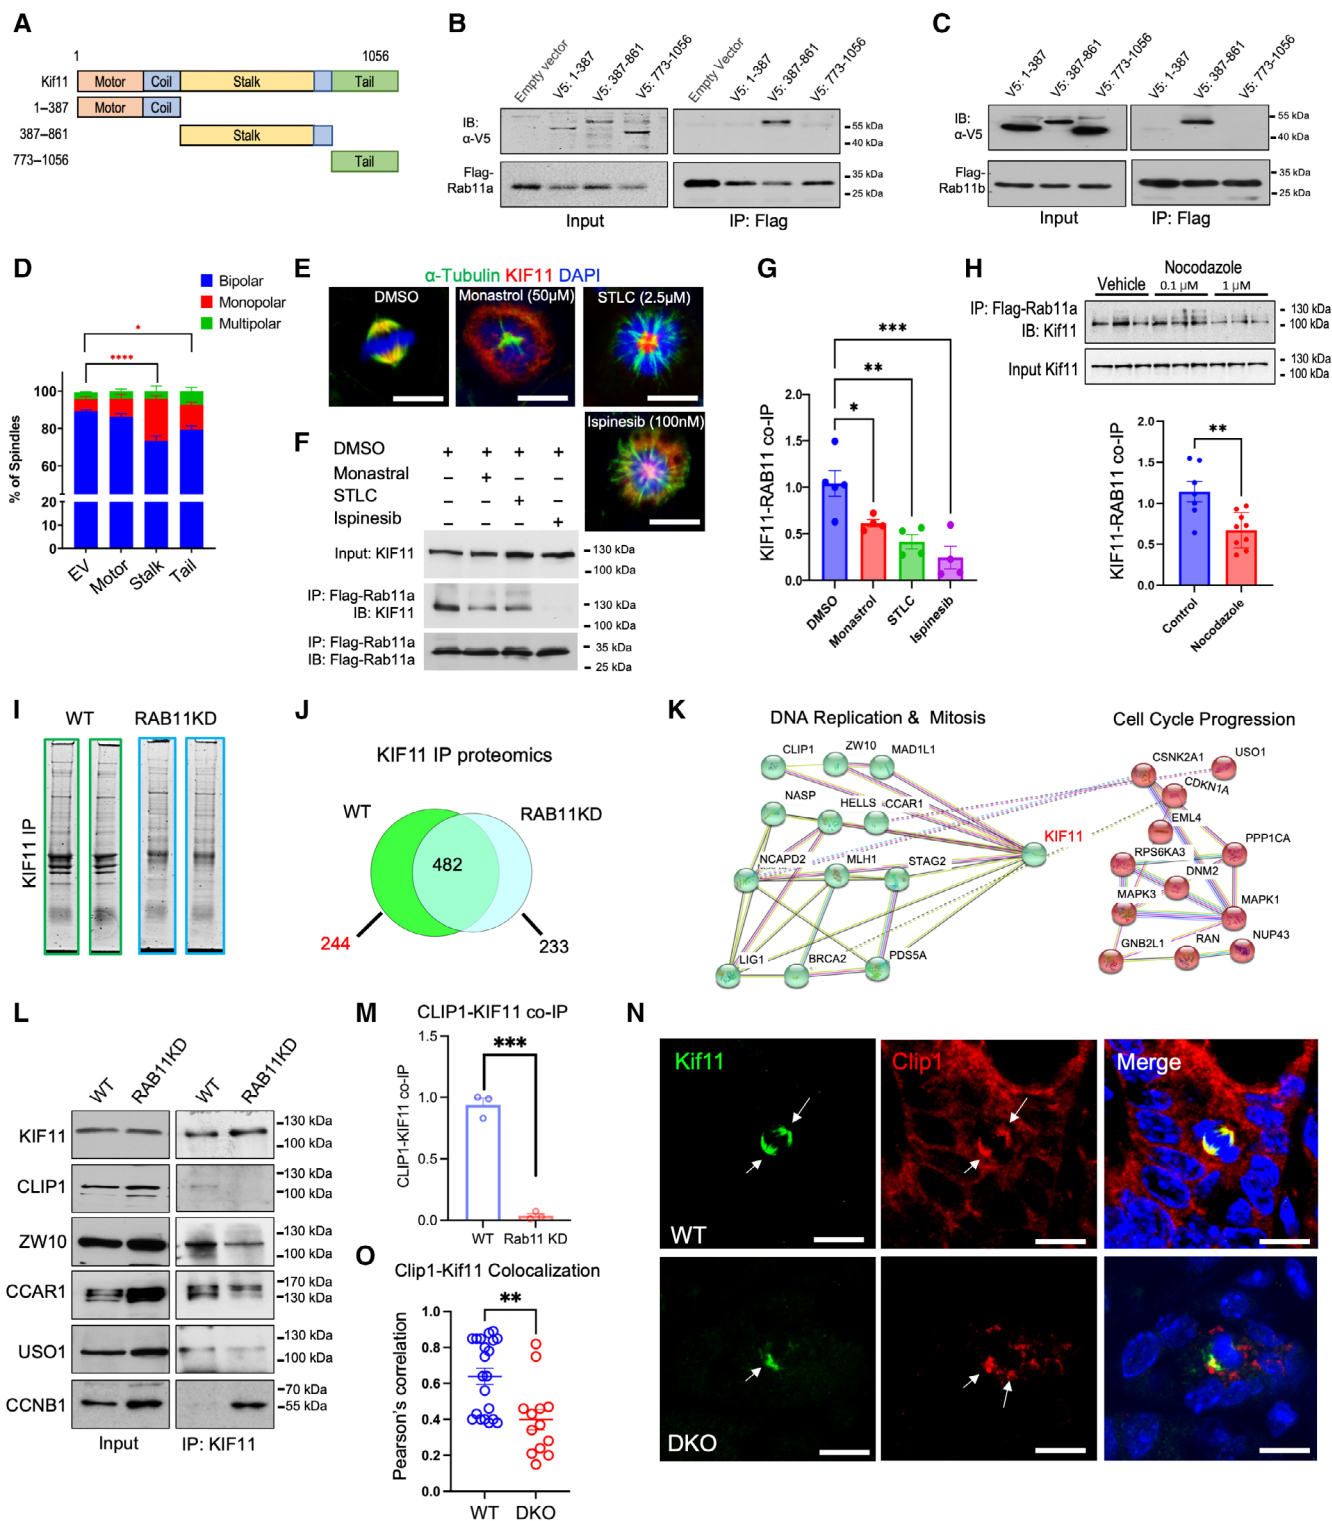 A
1
1056
Kif11
Motor
Coil
Stalk
Tail
1–387
Motor
Coil
387–861
Stalk
773–1056
Tail
B
Empty vector
V5: 1-387
V5: 387-861
V5: 773-1056
Empty Vector
V5: 1-387
V5: 387-861
V5:773-1056
IB:
α-V5
55 kDa
40 kDa
Flag-
Rab11a
35 kDa
25 kDa
Input
IP: Flag
C
V5: 1-387
V5: 387-861
V5: 773-1056
V5: 1-387
V5: 387-861
V5: 773-1056
IB:
α-V5
55 kDa
40 kDa
Flag-
Rab11b
35 kDa
25 kDa
Input
IP: Flag
D
Bipolar
Monopolar
Multipolar
*
****
% of Spindles
100
80
60
20
10
0
EV
Motor
Stalk
Tail
E
α-Tubulin KIF11 DAPI
DMSO
Monastrol (50µM)
STLC (2.5µM)
Ispinesib (100nM)
F
DMSO + + + +
Monastral – + – –
STLC – – + –
Ispinesib – – – +
Input: KIF11
130 kDa
100 kDa
IP: Flag-Rab11a
IB: KIF11
130 kDa
100 kDa
IP: Flag-Rab11a
IB: Flag-Rab11a
35 kDa
25 kDa
G
***
**
*
KIF11-RAB11 co-IP
2.0
1.5
1.0
0.5
0.0
DMSO
Monastrol
STLC
Ispinesib
H
Nocodazole
Vehicle
0.1 µM
1 µM
IP: Flag-Rab11a
IB: Kif11
130 kDa
100 kDa
Input Kif11
130 kDa
100 kDa
**
KIF11-RAB11 co-IP
2.0
1.5
1.0
0.5
0.0
Control
Nocodazole
I
WT
RAB11KD
KIF11 IP
J
KIF11 IP proteomics
WT
RAB11KD
482
244
233
K
DNA Replication & Mitosis
Cell Cycle Progression
CLIP1
ZW10
MAD1L1
NASP
HELLS
CCAR1
KIF11
NCAPD2
MLH1
STAG2
LIG1
BRCA2
PDS5A
CSNK2A1
USO1
CDKN1A
EML4
PPP1CA
RPS6KA3
DNM2
MAPK3
MAPK1
GNB2L1
RAN
NUP43
L
WT
RAB11KD
WT
RAB11KD
KIF11
130 kDa
100 kDa
CLIP1
130 kDa
100 kDa
ZW10
130 kDa
100 kDa
CCAR1
170 kDa
130 kDa
USO1
130 kDa
100 kDa
CCNB1
70 kDa
55 kDa
Input
IP: KIF11
M
CLIP1-KIF11 co-IP
***
CLIP1-KIF11 co-IP
1.5
1.0
0.5
0.0
WT
Rab11 KD
O
Clip1-Kif11 Colocalization
**
Pearson's correlation
1.0
0.8
0.6
0.4
0.2
0.0
WT
DKO
N
Kif11
Clip1
Merge
WT
DKO